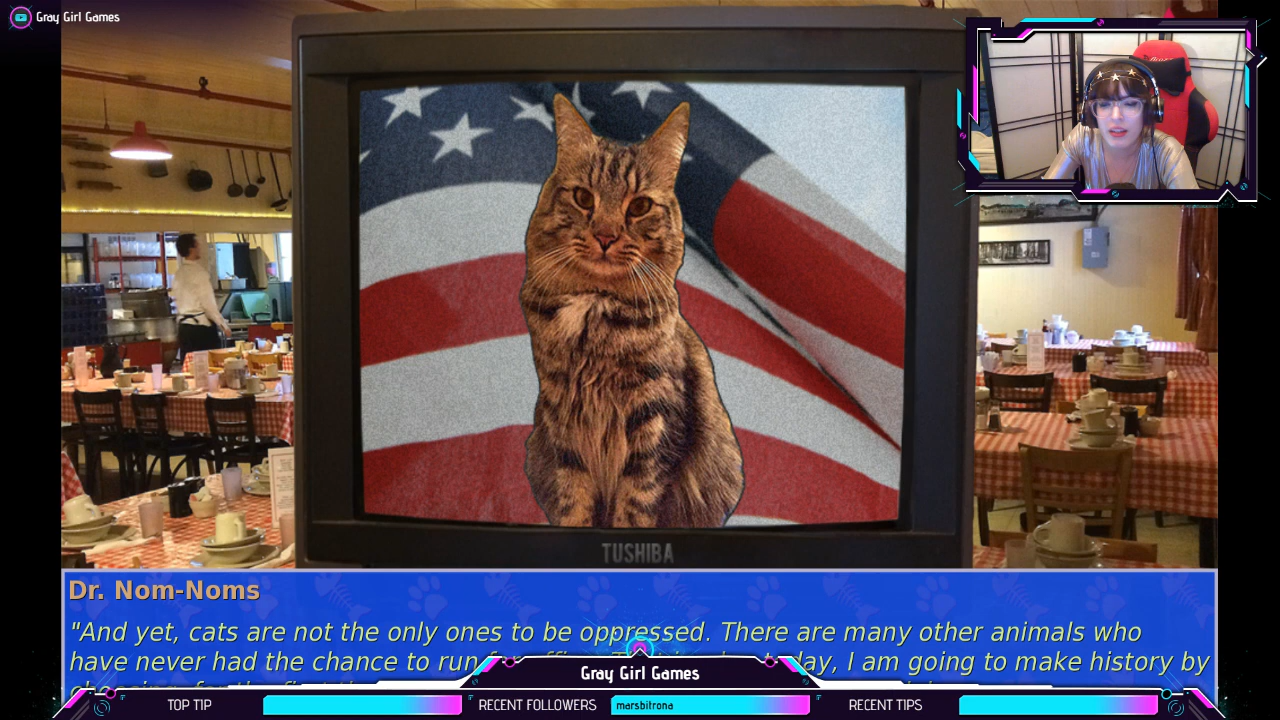 Gray Girl Games
TUSHIBA
Dr. Nom-Noms
"And yet, cats are not the only ones to be oppressed. There are many other animals who
have never had the chance to run day, I am going to make history by
Gray Girl Games
TOP TIP
RECENT FOLLOWERS
marsbitrona
RECENT TIPS